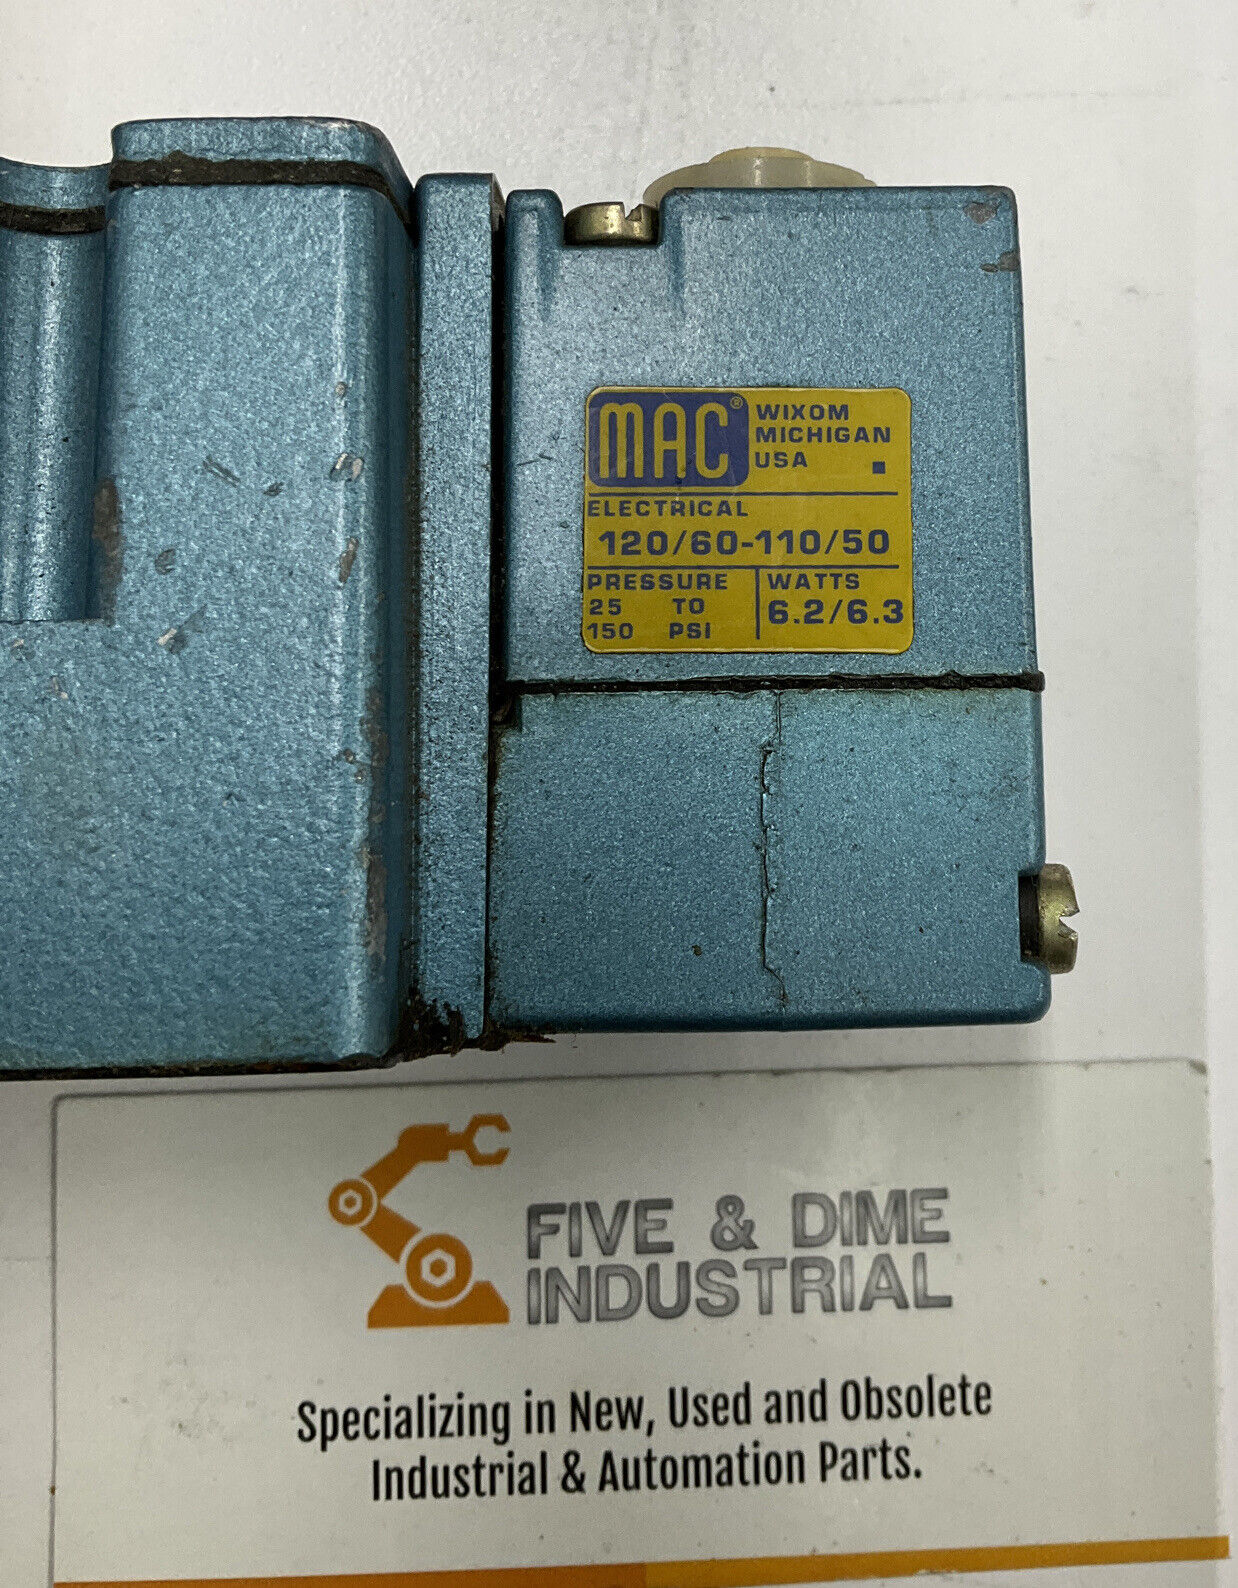 MAC®
WIXOM
MICHIGAN
USA
ELECTRICAL
120/60-110/50
PRESSURE
25 TO
150 PSI
WATTS
6.2/6.3
FIVE & DIME
INDUSTRIAL
Specializing in New, Used and Obsolete
Industrial & Automation Parts.